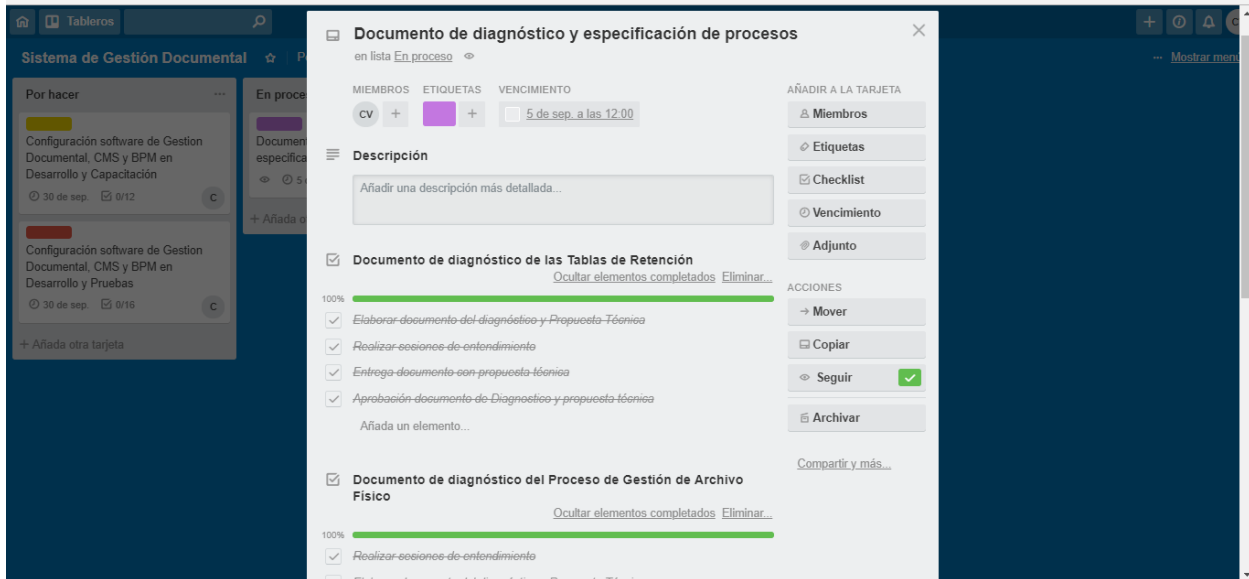 Tableros
Sistema de Gestión Documental
Mostrar menú
Por hacer
Configuración software de Gestion
Documental, CMS y BPM en
Desarrollo y Capacitación
30 de sep. 0/12 C
Configuración software de Gestion
Documental, CMS y BPM en
Desarrollo y Pruebas
30 de sep. 0/16 C
+ Añada otra tarjeta
Documento de diagnóstico y especificación de procesos
en lista En proceso
MIEMBROS ETIQUETAS VENCIMIENTO
CV + + 5 de sep. a las 12:00
Descripción
Añadir una descripción más detallada...
Documento de diagnóstico de las Tablas de Retención
Ocultar elementos completados Eliminar...
100%
Elaborar documento del diagnóstico y Propuesta Técnica
Realizar sesiones de entendimiento
Entrega documento con propuesta técnica
Aprobación documento de Diagnostico y propuesta técnica
Añada un elemento...
Documento de diagnóstico del Proceso de Gestión de Archivo
Físico
Ocultar elementos completados Eliminar...
100%
Realizar sesiones de entendimiento
AÑADIR A LA TARJETA
Miembros
Etiquetas
Checklist
Vencimiento
Adjunto
ACCIONES
Mover
Copiar
Seguir
Archivar
Compartir y más...